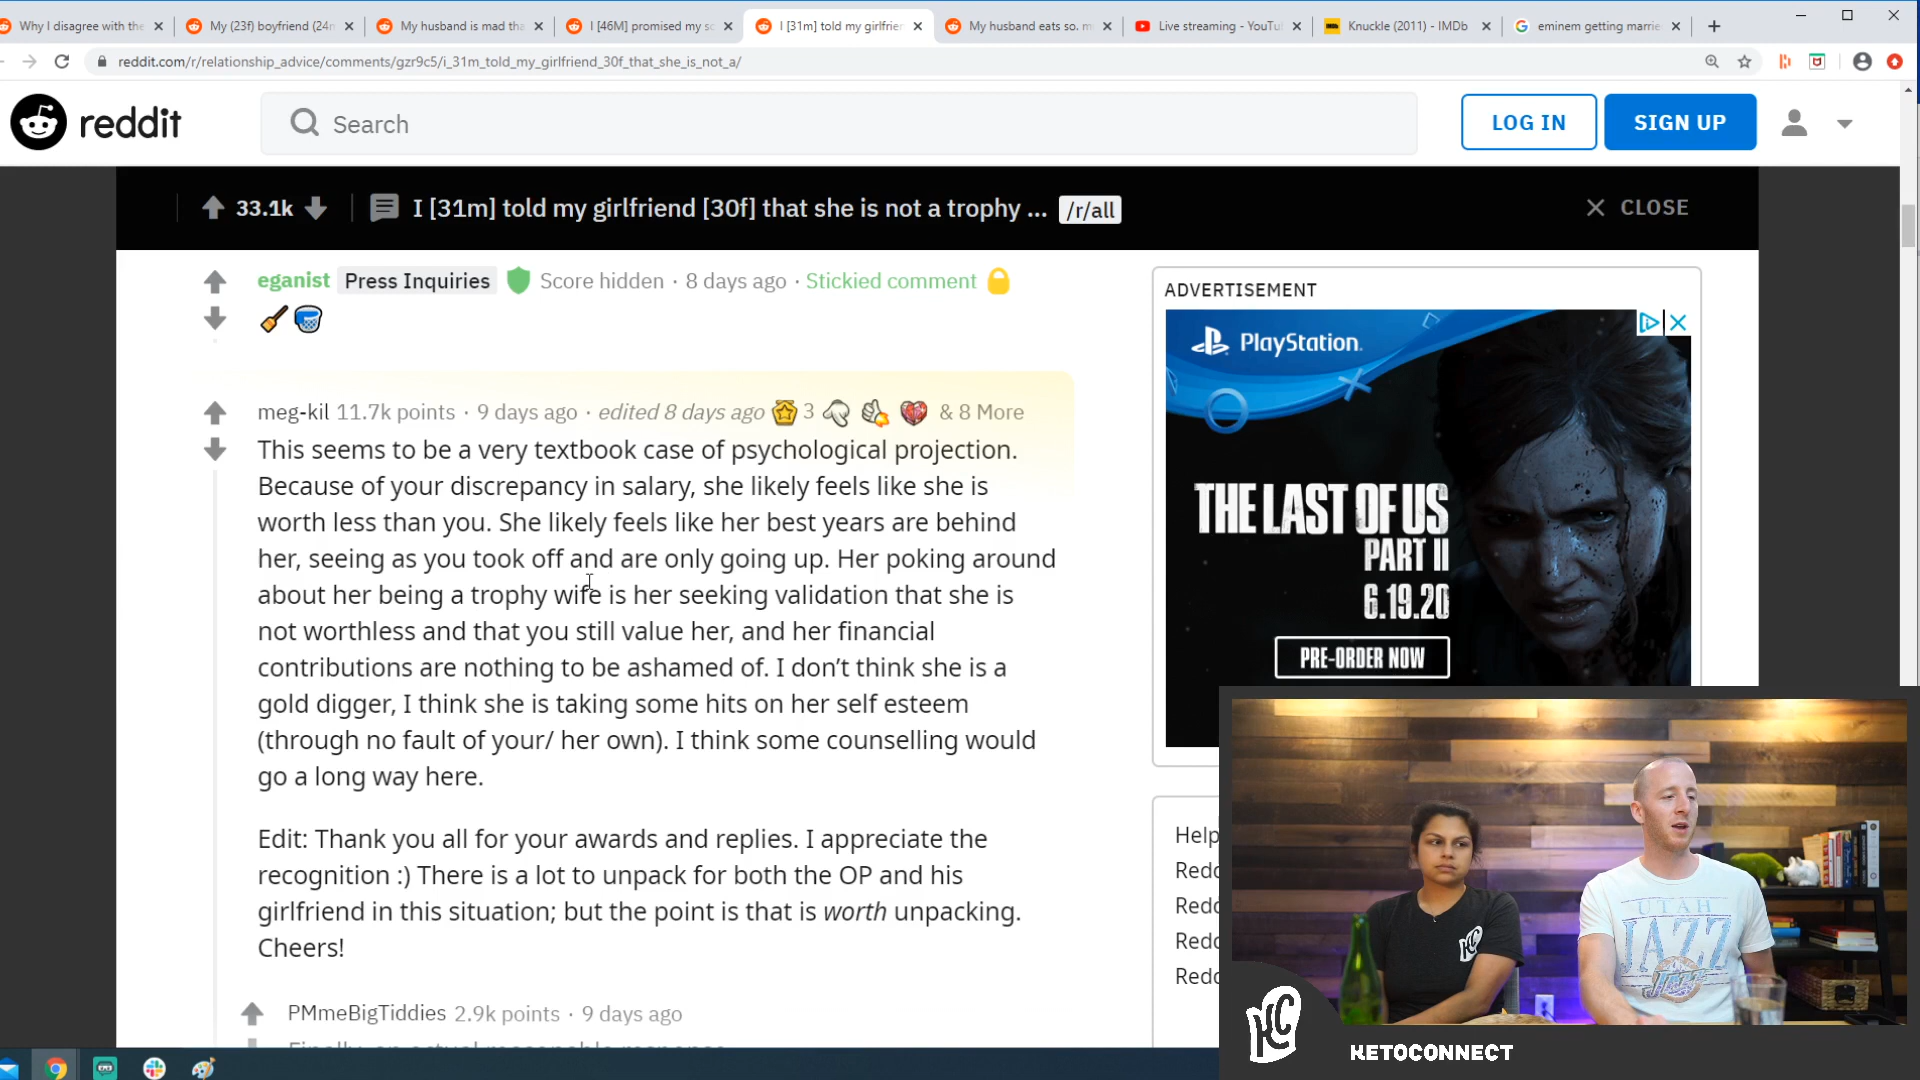 Why I disagree with the
My (23f) boyfriend (24m
My husband is mad tha
I [46M] promised my so
I [31m] told my girlfrien
My husband eats so. m
Live streaming - YouTu
Knuckle (2011) - IMDb
eminem getting marrie
reddit.com/r/relationship_advice/comments/gzr9c5/i_31m_told_my_girlfriend_30f_that_she_is_not_a/
reddit
Search
LOG IN
SIGN UP
33.1k
I [31m] told my girlfriend [30f] that she is not a trophy ...
/r/all
CLOSE
eganist Press Inquiries Score hidden · 8 days ago · Stickied comment
meg-kil 11.7k points · 9 days ago · edited 8 days ago 3 & 8 More
This seems to be a very textbook case of psychological projection.
Because of your discrepancy in salary, she likely feels like she is
worth less than you. She likely feels like her best years are behind
her, seeing as you took off and are only going up. Her poking around
about her being a trophy wife is her seeking validation that she is
not worthless and that you still value her, and her financial
contributions are nothing to be ashamed of. I don’t think she is a
gold digger, I think she is taking some hits on her self esteem
(through no fault of your/ her own). I think some counselling would
go a long way here.
Edit: Thank you all for your awards and replies. I appreciate the
recognition :) There is a lot to unpack for both the OP and his
girlfriend in this situation; but the point is that is worth unpacking.
Cheers!
PMmeBigTiddies 2.9k points · 9 days ago
ADVERTISEMENT
PlayStation.
THE LAST OF US
PART II
6.19.20
PRE-ORDER NOW
Help
Redd
Redd
Redd
Redd
UTAH
JAZZ
KC
KC
KETOCONNECT